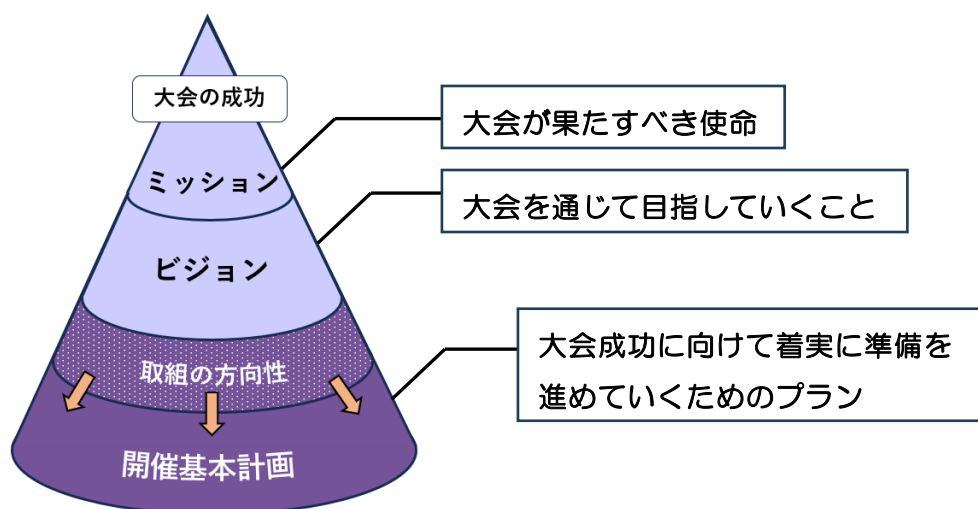 大会の成功
大会が果たすべき使命
ミッション
大会を通じて目指していくこと
ビジョン
大会成功に向けて着実に準備を
進めていくためのプラン
取組の方向性
開催基本計画